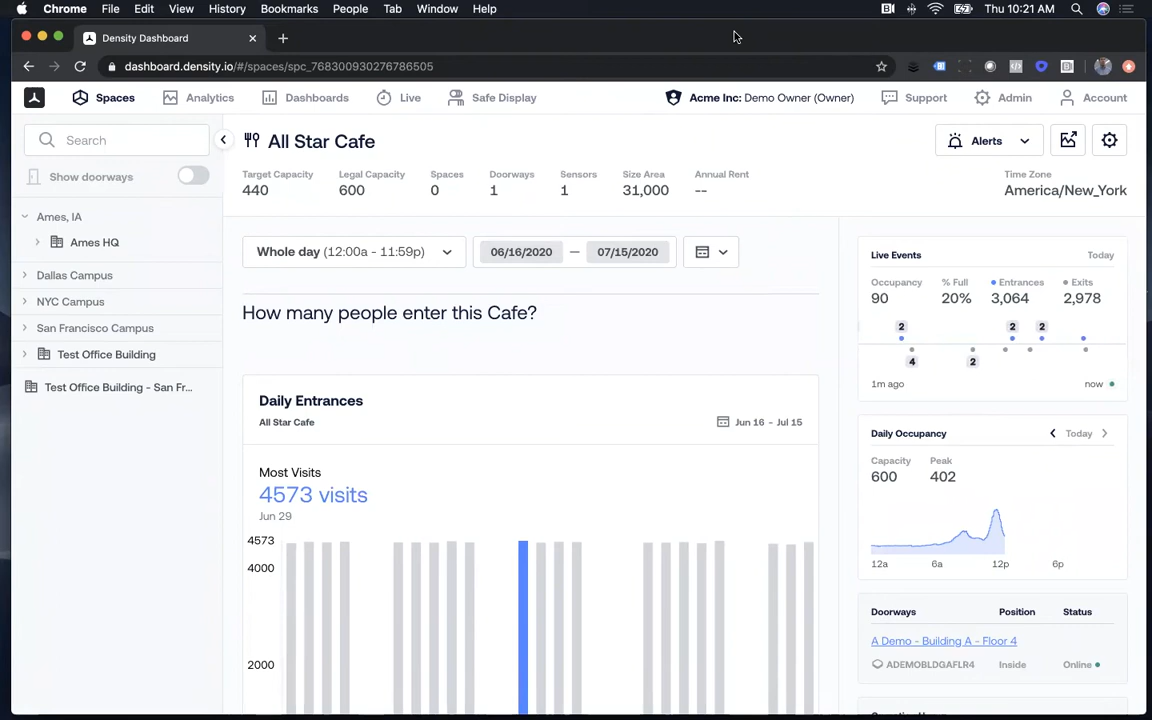 Chrome File Edit View History Bookmarks People Tab Window Help Thu 10:21 AM
Density Dashboard
dashboard.density.io/#/spaces/spc_768300930276786505
Spaces Analytics Dashboards Live Safe Display Acme Inc: Demo Owner (Owner) Support Admin Account
Search
Show doorways
Ames, IA
Ames HQ
Dallas Campus
NYC Campus
San Francisco Campus
Test Office Building
Test Office Building - San Fr...
All Star Cafe
Alerts
Target Capacity Legal Capacity Spaces Doorways Sensors Size Area Annual Rent Time Zone
440 600 0 1 1 31,000 -- America/New_York
Whole day (12:00a - 11:59p) 06/16/2020 — 07/15/2020
How many people enter this Cafe?
Daily Entrances
All Star Cafe Jun 16 - Jul 15
Most Visits
4573 visits
Jun 29
4573
4000
2000
Live Events Today
Occupancy % Full Entrances Exits
90 20% 3,064 2,978
2 2 2
4 2
1m ago now
Daily Occupancy Today
Capacity Peak
600 402
12a 6a 12p 6p
Doorways Position Status
A Demo - Building A - Floor 4
ADEMOBLDGAFLR4 Inside Online